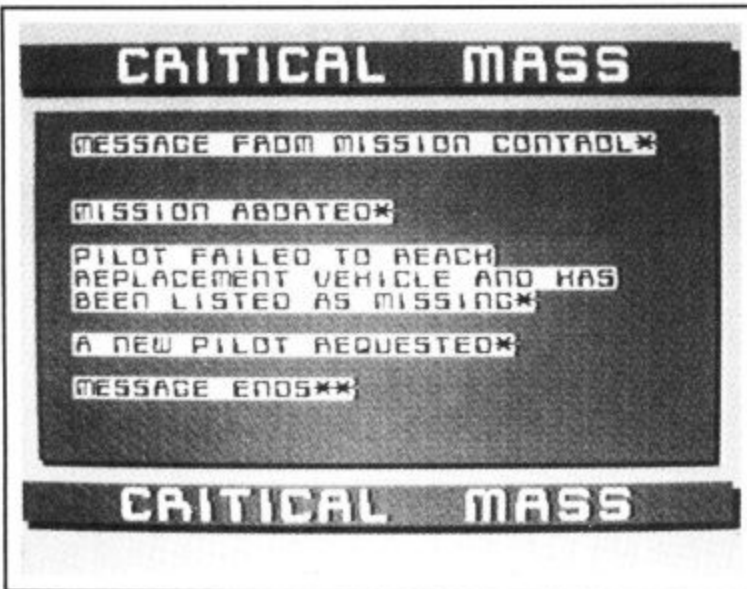 CRITICAL MASS
MESSAGE FROM MISSION CONTROL*
MISSION ABORTED*
PILOT FAILED TO REACH
REPLACEMENT VEHICLE AND HAS
BEEN LISTED AS MISSING*
A NEW PILOT REQUESTED*
MESSAGE ENDS**
CRITICAL MASS